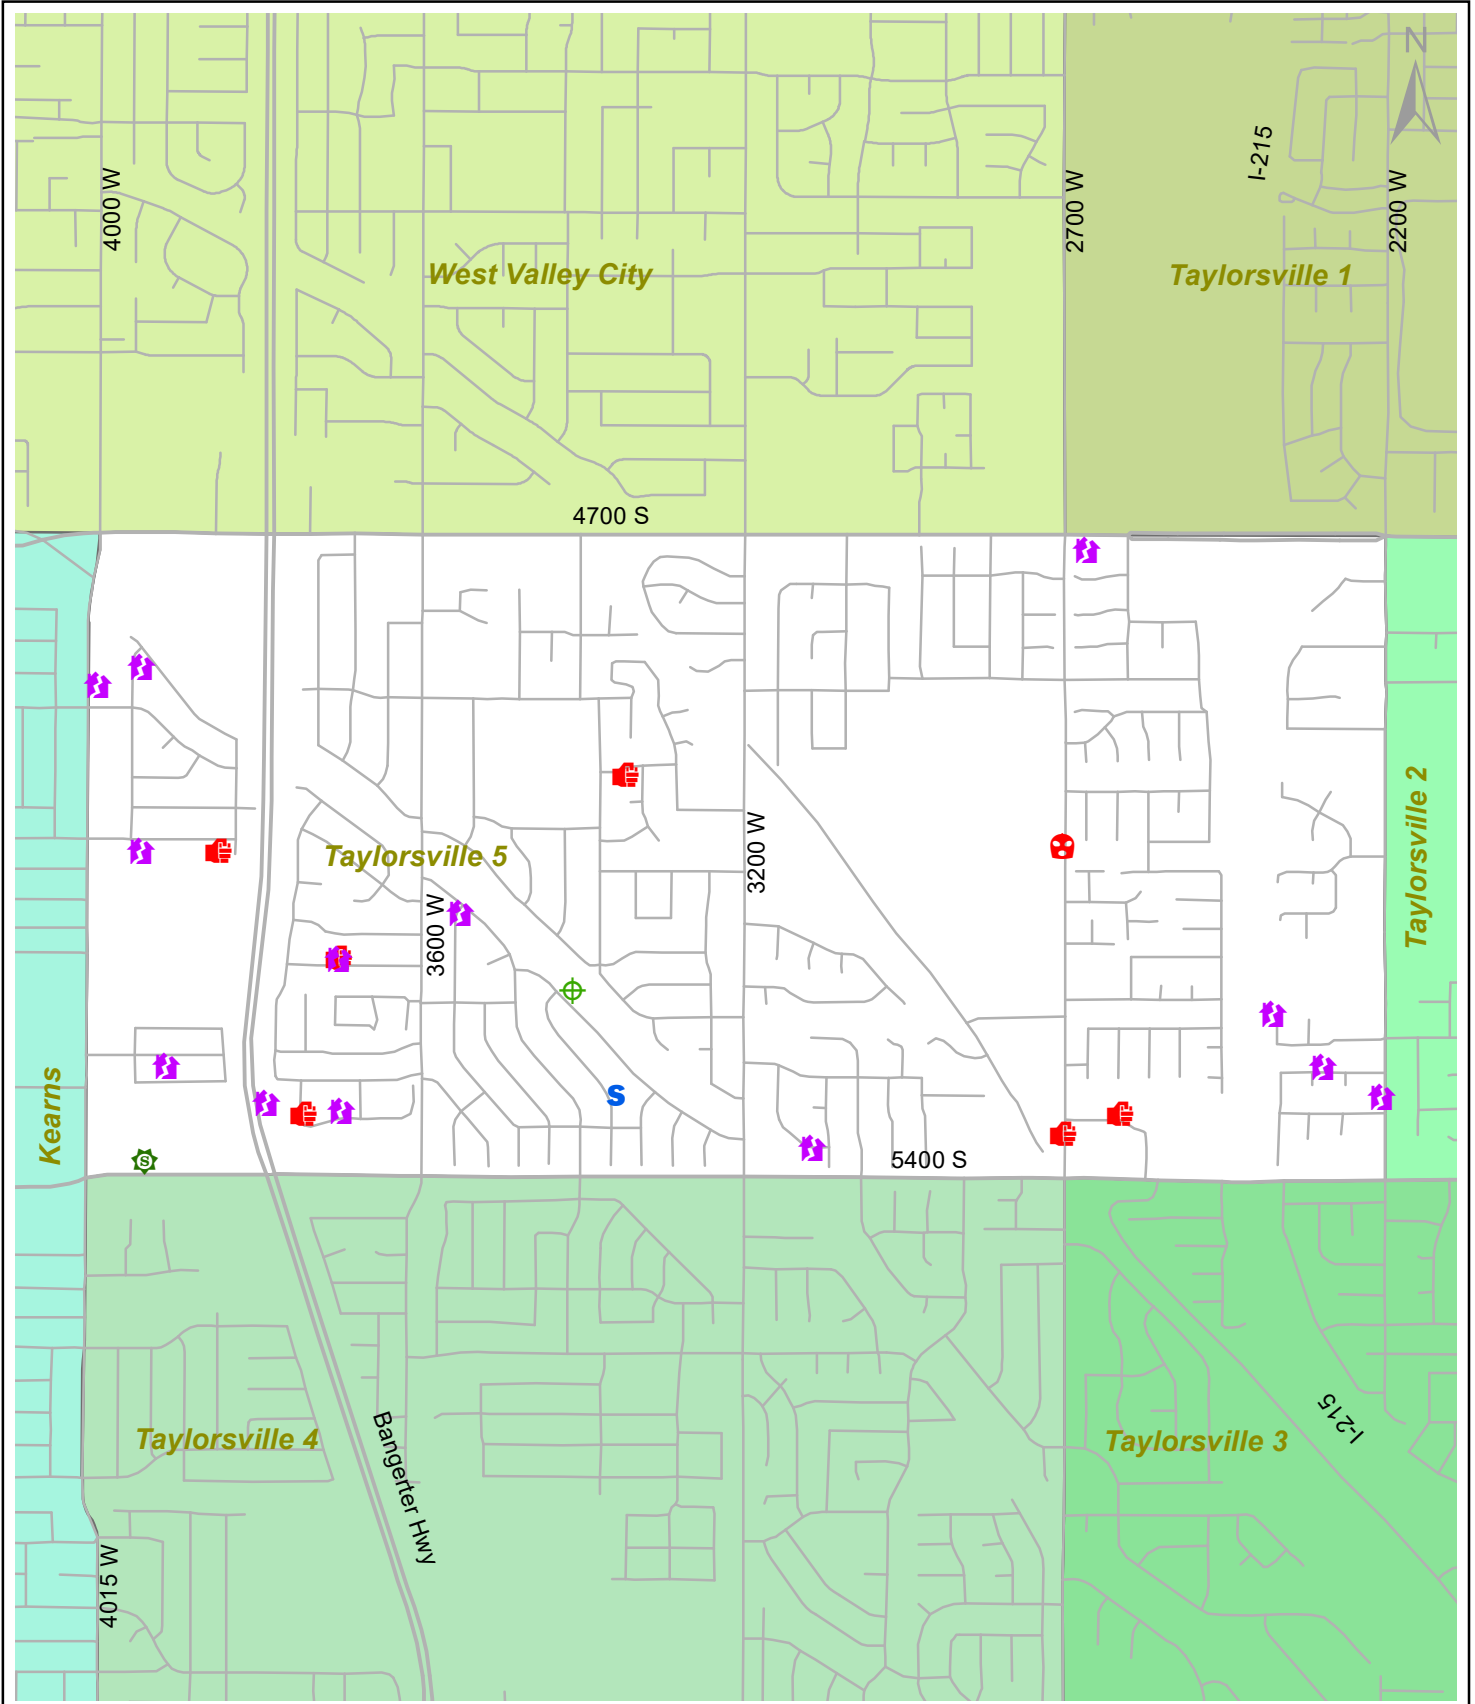 N
I-215
4000 W
2700 W
2200 W
West Valley City
Taylorsville 1
4700 S
Taylorsville 2
3200 W
Taylorsville 5
3600 W
S
Kearns
S
5400 S
Taylorsville 4
Bangerter Hwy
Taylorsville 3
I-215
4015 W